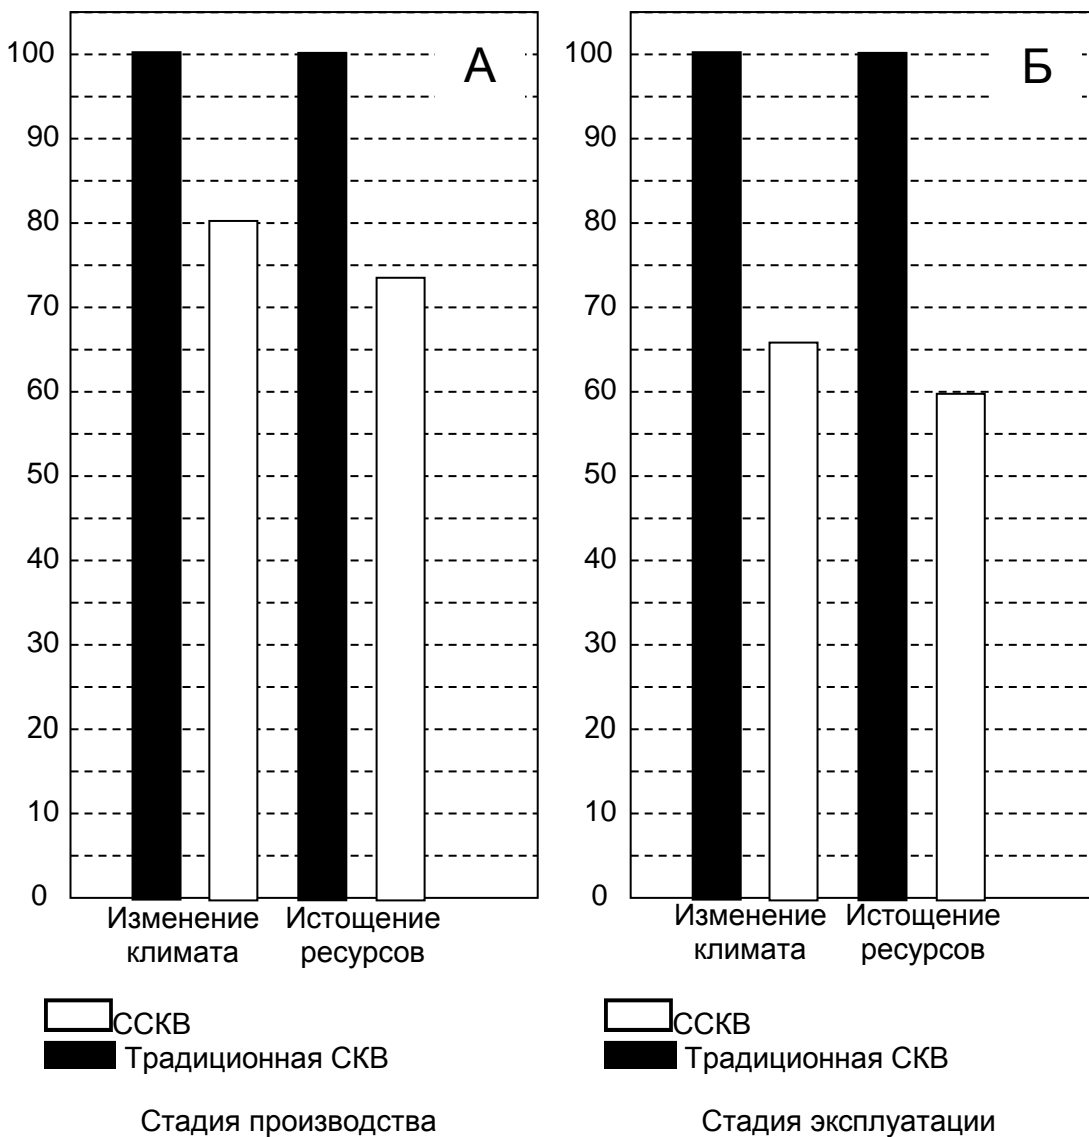 А
100
90
80
70
60
50
40
30
20
10
0
Изменение климата
Истощение ресурсов
ССКВ
Традиционная СКВ
Стадия производства
Б
100
90
80
70
60
50
40
30
20
10
0
Изменение климата
Истощение ресурсов
ССКВ
Традиционная СКВ
Стадия эксплуатации